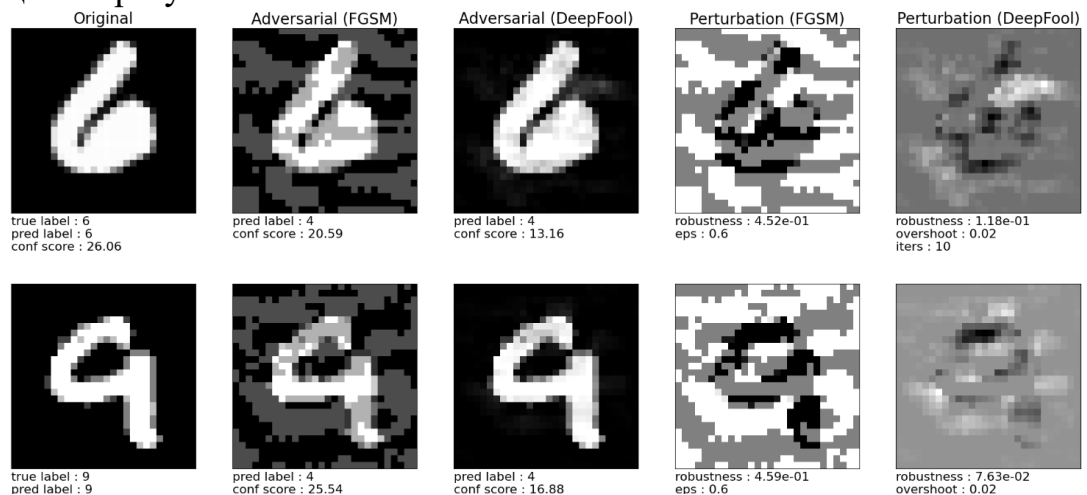 Original
Adversarial (FGSM)
Adversarial (DeepFool)
Perturbation (FGSM)
Perturbation (DeepFool)
true label : 6
pred label : 6
conf score : 26.06
pred label : 4
conf score : 20.59
pred label : 4
conf score : 13.16
robustness : 4.52e-01
eps : 0.6
robustness : 1.18e-01
overshoot : 0.02
iters : 10
true label : 9
pred label : 9
pred label : 4
conf score : 25.54
pred label : 4
conf score : 16.88
robustness : 4.59e-01
eps : 0.6
robustness : 7.63e-02
overshoot : 0.02